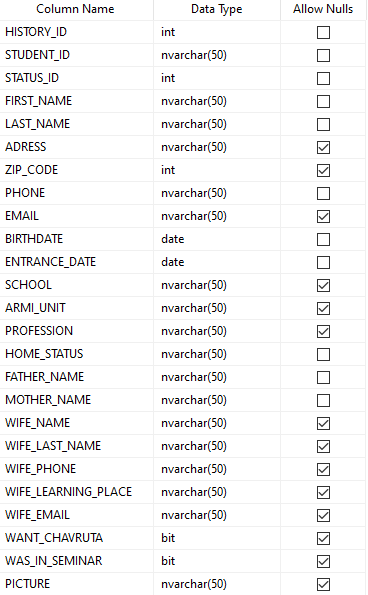 Column Name Data Type Allow Nulls
HISTORY_ID int
STUDENT_ID nvarchar(50)
STATUS_ID int
FIRST_NAME nvarchar(50)
LAST_NAME nvarchar(50)
ADRESS nvarchar(50)
ZIP_CODE int
PHONE nvarchar(50)
EMAIL nvarchar(50)
BIRTHDATE date
ENTRANCE_DATE date
SCHOOL nvarchar(50)
ARMI_UNIT nvarchar(50)
PROFESSION nvarchar(50)
HOME_STATUS nvarchar(50)
FATHER_NAME nvarchar(50)
MOTHER_NAME nvarchar(50)
WIFE_NAME nvarchar(50)
WIFE_LAST_NAME nvarchar(50)
WIFE_PHONE nvarchar(50)
WIFE_LEARNING_PLACE nvarchar(50)
WIFE_EMAIL nvarchar(50)
WANT_CHAVRUTA bit
WAS_IN_SEMINAR bit
PICTURE nvarchar(50)